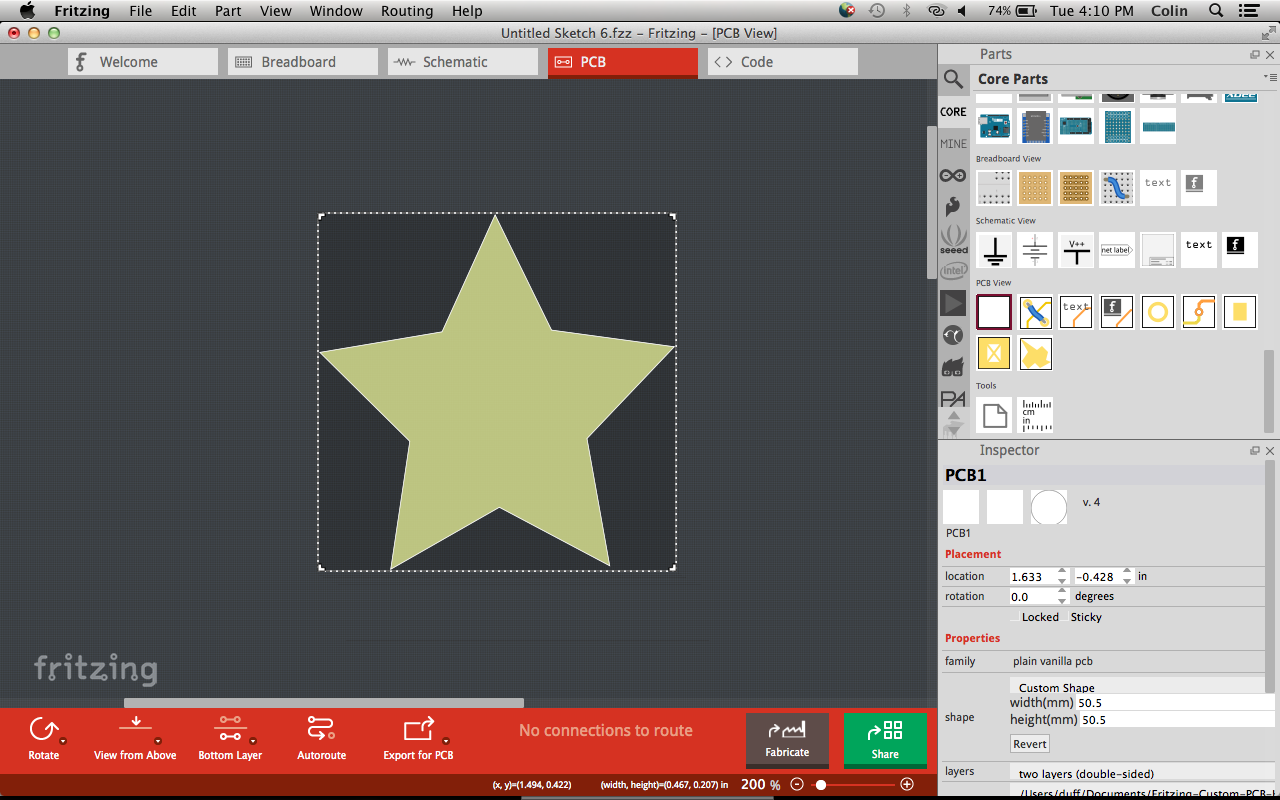 Fritzing File Edit Part View Window Routing Help 74% Tue 4:10 PM Colin
Untitled Sketch 6.fzz – Fritzing – [PCB View]
Welcome Breadboard Schematic PCB <> Code
Parts
Core Parts
CORE
MINE
Breadboard View
text
Schematic View
seeed
V++ net label text
intel
PCB View
text
Tools
PA
cm
in
Inspector
PCB1
v. 4
PCB1
Placement
location 1.633 -0.428 in
rotation 0.0 degrees
Locked Sticky
Properties
family plain vanilla pcb
Custom Shape
shape width(mm) 50.5
height(mm) 50.5
Revert
layers two layers (double-sided)
/Users/duff/Documents/Fritzing-Custom-PCB-
fritzing
No connections to route
Rotate View from Above Bottom Layer Autoroute Export for PCB Fabricate Share
(x, y)=(1.494, 0.422) (width, height)=(0.467, 0.207) in 200 %